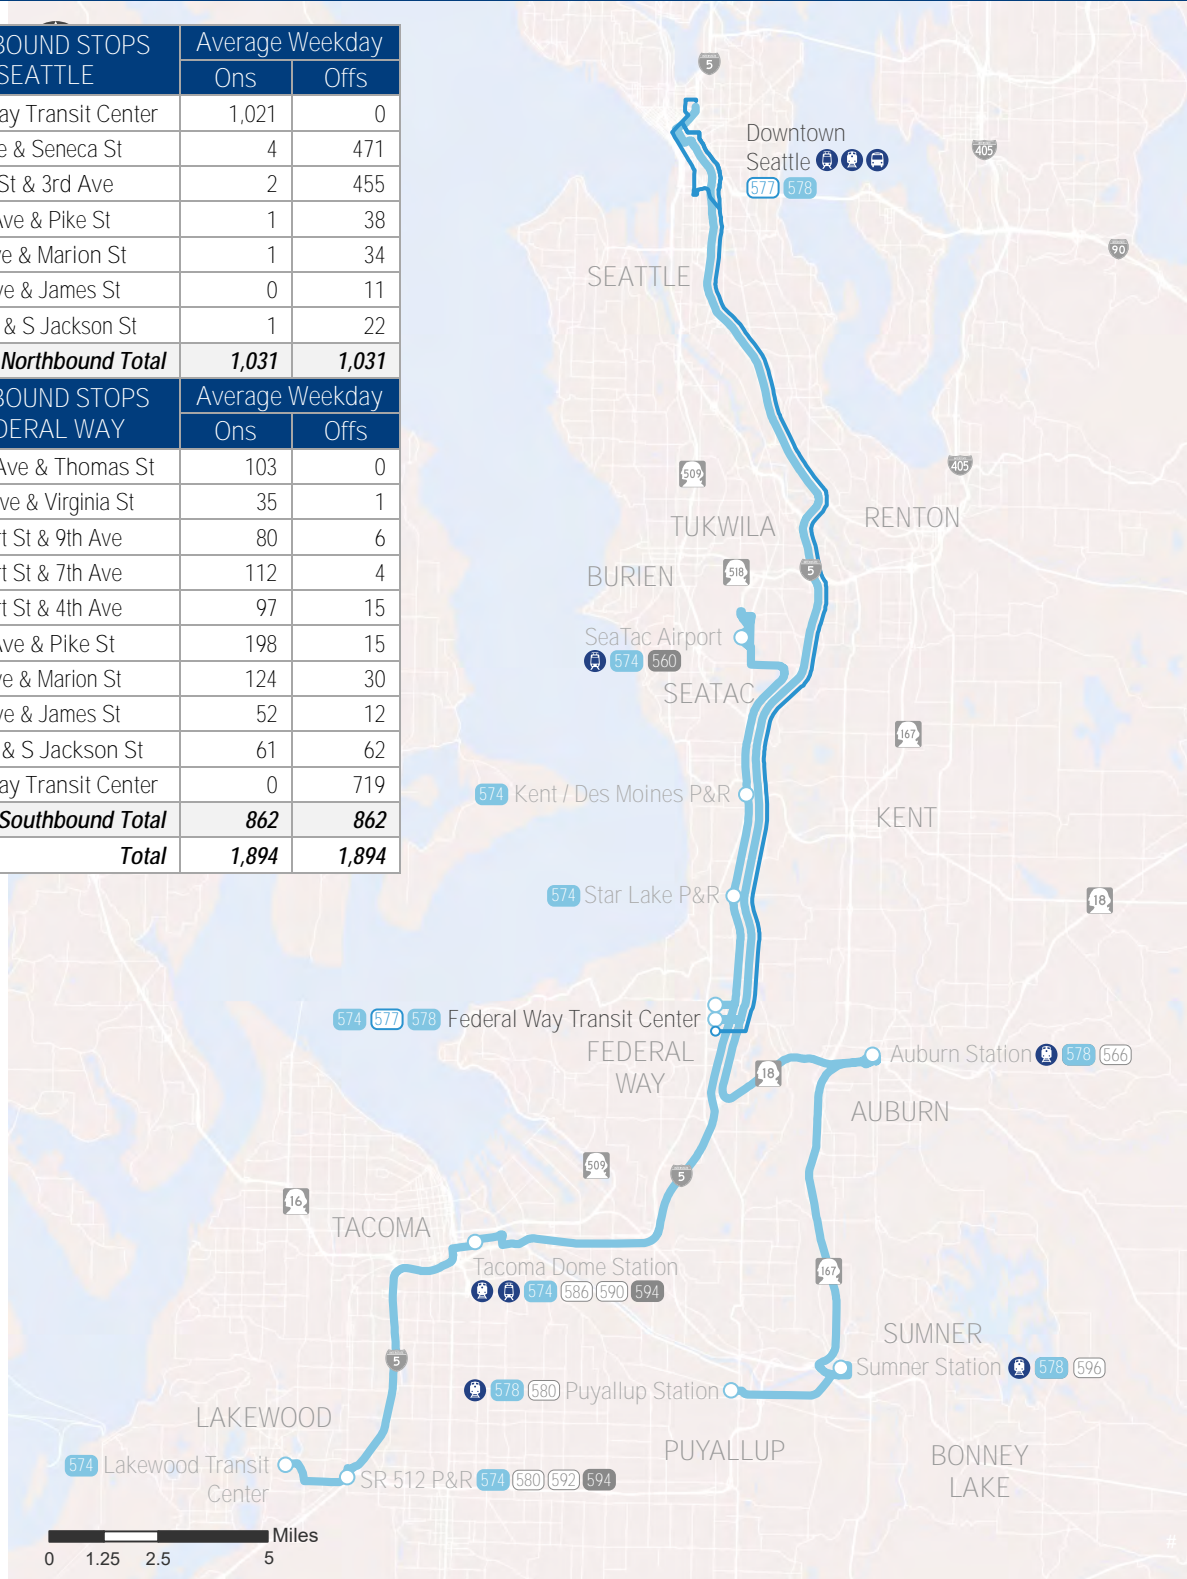 BOUND STOPS
SEATTLE
Average Weekday
Ons Offs
ay Transit Center 1,021 0
e & Seneca St 4 471
St & 3rd Ave 2 455
Ave & Pike St 1 38
ve & Marion St 1 34
ve & James St 0 11
& S Jackson St 1 22
Northbound Total 1,031 1,031
BOUND STOPS
DERAL WAY
Average Weekday
Ons Offs
Ave & Thomas St 103 0
ve & Virginia St 35 1
rt St & 9th Ave 80 6
rt St & 7th Ave 112 4
rt St & 4th Ave 97 15
Ave & Pike St 198 15
ve & Marion St 124 30
ve & James St 52 12
& S Jackson St 61 62
ay Transit Center 0 719
Southbound Total 862 862
Total 1,894 1,894
5
Downtown
Seattle
577 578
405
90
SEATTLE
405
509
TUKWILA
RENTON
BURIEN
518
5
SeaTac Airport
574 560
SEATAC
167
574 Kent / Des Moines P&R
KENT
574 Star Lake P&R
18
574 577 578 Federal Way Transit Center
FEDERAL
WAY
18
Auburn Station 578 566
AUBURN
509
5
16
TACOMA
Tacoma Dome Station
574 586 590 594
167
SUMNER
Sumner Station 578 596
5
578 580 Puyallup Station
LAKEWOOD
PUYALLUP
BONNEY
LAKE
574 Lakewood Transit
Center
SR 512 P&R 574 580 592 594
Miles
0 1.25 2.5 5
#